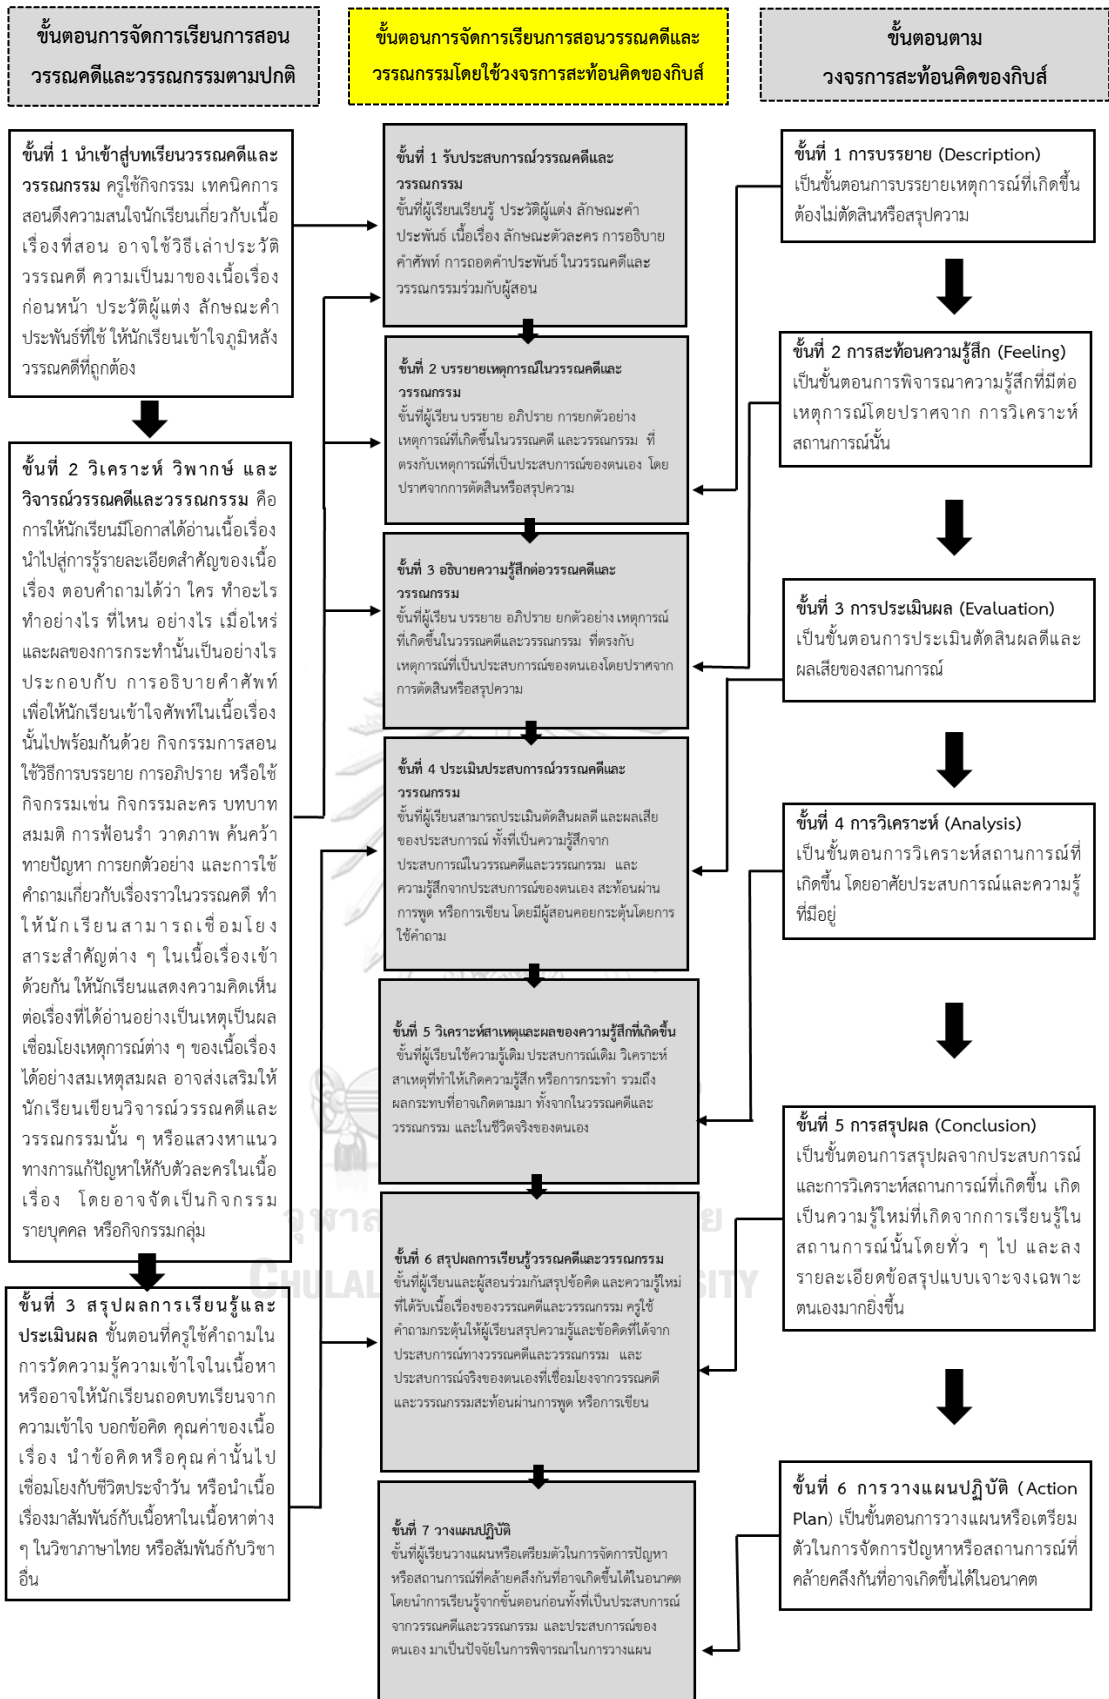 ขั้นตอนการจัดการเรียนการสอน
วรรณคดีและวรรณกรรมตามปกติ
ขั้นตอนการจัดการเรียนการสอนวรรณคดีและ
วรรณกรรมโดยใช้วงจรการสะท้อนคิดของกิบส์
ขั้นตอนตาม
วงจรการสะท้อนคิดของกิบส์
ขั้นที่ 1 นำเข้าสู่บทเรียนวรรณคดีและ
วรรณกรรม ครูใช้กิจกรรม เทคนิคการ
สอนดึงความสนใจนักเรียนเกี่ยวกับเนื้อ
เรื่องที่สอน อาจใช้วิธีเล่าประวัติ
วรรณคดี ความเป็นมาของเนื้อเรื่อง
ก่อนหน้า ประวัติผู้แต่ง ลักษณะคำ
ประพันธ์ที่ใช้ ให้นักเรียนเข้าใจภูมิหลัง
วรรณคดีที่ถูกต้อง
ขั้นที่ 2 วิเคราะห์ วิพากษ์ และ
วิจารณ์วรรณคดีและวรรณกรรม คือ
การให้นักเรียนมีโอกาสได้อ่านเนื้อเรื่อง
นำไปสู่การรู้รายละเอียดสำคัญของเนื้อ
เรื่อง ตอบคำถามได้ว่า ใคร ทำอะไร
ทำอย่างไร ที่ไหน อย่างไร เมื่อไหร่
และผลของการกระทำนั้นเป็นอย่างไร
ประกอบกับ การอธิบายคำศัพท์
เพื่อให้นักเรียนเข้าใจศัพท์ในเนื้อเรื่อง
นั้นไปพร้อมกันด้วย กิจกรรมการสอน
ใช้วิธีการบรรยาย การอภิปราย หรือใช้
กิจกรรมเช่น กิจกรรมละคร บทบาท
สมมติ การฟ้อนรำ วาดภาพ ค้นคว้า
ทายปัญหา การยกตัวอย่าง และการใช้
คำถามเกี่ยวกับเรื่องราวในวรรณคดี ทำ
ให้นักเรียนสามารถเชื่อมโยง
สาระสำคัญต่าง ๆ ในเนื้อเรื่องเข้า
ด้วยกัน ให้นักเรียนแสดงความคิดเห็น
ต่อเรื่องที่ได้อ่านอย่างเป็นเหตุเป็นผล
เชื่อมโยงเหตุการณ์ต่าง ๆ ของเนื้อเรื่อง
ได้อย่างสมเหตุสมผล อาจส่งเสริมให้
นักเรียนเขียนวิจารณ์วรรณคดีและ
วรรณกรรมนั้น ๆ หรือแสวงหาแนว
ทางการแก้ปัญหาให้กับตัวละครในเนื้อ
เรื่อง โดยอาจจัดเป็นกิจกรรม
รายบุคคล หรือกิจกรรมกลุ่ม
ขั้นที่ 3 สรุปผลการเรียนรู้และ
ประเมินผล ขั้นตอนที่ครูใช้คำถามใน
การวัดความรู้ความเข้าใจในเนื้อหา
หรืออาจให้นักเรียนถอดบทเรียนจาก
ความเข้าใจ บอกข้อคิด คุณค่าของเนื้อ
เรื่อง นำข้อคิดหรือคุณค่านั้นไป
เชื่อมโยงกับชีวิตประจำวัน หรือนำเนื้อ
เรื่องมาสัมพันธ์กับเนื้อหาในเนื้อหาต่าง
ๆ ในวิชาภาษาไทย หรือสัมพันธ์กับวิชา
อื่น
ขั้นที่ 1 รับประสบการณ์วรรณคดีและ
วรรณกรรม
ขั้นที่ผู้เรียนเรียนรู้ ประวัติผู้แต่ง ลักษณะคำ
ประพันธ์ เนื้อเรื่อง ลักษณะตัวละคร การอธิบาย
คำศัพท์ การถอดคำประพันธ์ ในวรรณคดีและ
วรรณกรรมร่วมกับผู้สอน
ขั้นที่ 2 บรรยายเหตุการณ์ในวรรณคดีและ
วรรณกรรม
ขั้นที่ผู้เรียน บรรยาย อภิปราย การยกตัวอย่าง
เหตุการณ์ที่เกิดขึ้นในวรรณคดี และวรรณกรรม ที่
ตรงกับเหตุการณ์ที่เป็นประสบการณ์ของตนเอง โดย
ปราศจากการตัดสินหรือสรุปความ
ขั้นที่ 3 อธิบายความรู้สึกต่อวรรณคดีและ
วรรณกรรม
ขั้นที่ผู้เรียน บรรยาย อภิปราย ยกตัวอย่าง เหตุการณ์
ที่เกิดขึ้นในวรรณคดีและวรรณกรรม ที่ตรงกับ
เหตุการณ์ที่เป็นประสบการณ์ของตนเองโดยปราศจาก
การตัดสินหรือสรุปความ
ขั้นที่ 4 ประเมินประสบการณ์วรรณคดีและ
วรรณกรรม
ขั้นที่ผู้เรียนสามารถประเมินตัดสินผลดี และผลเสีย
ของประสบการณ์ ทั้งที่เป็นความรู้สึกจาก
ประสบการณ์ในวรรณคดีและวรรณกรรม และ
ความรู้สึกจากประสบการณ์ของตนเอง สะท้อนผ่าน
การพูด หรือการเขียน โดยมีผู้สอนคอยกระตุ้นโดยการ
ใช้คำถาม
ขั้นที่ 5 วิเคราะห์สาเหตุและผลของความรู้สึกที่เกิดขึ้น
ขั้นที่ผู้เรียนใช้ความรู้เดิม ประสบการณ์เดิม วิเคราะห์
สาเหตุที่ทำให้เกิดความรู้สึก หรือการกระทำ รวมถึง
ผลกระทบที่อาจเกิดตามมา ทั้งจากในวรรณคดีและ
วรรณกรรม และในชีวิตจริงของตนเอง
ขั้นที่ 6 สรุปผลการเรียนรู้วรรณคดีและวรรณกรรม
ขั้นที่ผู้เรียนและผู้สอนร่วมกันสรุปข้อคิด และความรู้ใหม่
ที่ได้รับเนื้อเรื่องของวรรณคดีและวรรณกรรม ครูใช้
คำถามกระตุ้นให้ผู้เรียนสรุปความรู้และข้อคิดที่ได้จาก
ประสบการณ์ทางวรรณคดีและวรรณกรรม และ
ประสบการณ์จริงของตนเองที่เชื่อมโยงจากวรรณคดี
และวรรณกรรมสะท้อนผ่านการพูด หรือการเขียน
ขั้นที่ 7 วางแผนปฏิบัติ
ขั้นที่ผู้เรียนวางแผนหรือเตรียมตัวในการจัดการปัญหา
หรือสถานการณ์ที่คล้ายคลึงกันที่อาจเกิดขึ้นได้ในอนาคต
โดยนำการเรียนรู้จากขั้นตอนก่อนทั้งที่เป็นประสบการณ์
จากวรรณคดีและวรรณกรรม และประสบการณ์ของ
ตนเอง มาเป็นปัจจัยในการพิจารณาในการวางแผน
ขั้นที่ 1 การบรรยาย (Description)
เป็นขั้นตอนการบรรยายเหตุการณ์ที่เกิดขึ้น
ต้องไม่ตัดสินหรือสรุปความ
ขั้นที่ 2 การสะท้อนความรู้สึก (Feeling)
เป็นขั้นตอนการพิจารณาความรู้สึกที่มีต่อ
เหตุการณ์โดยปราศจาก การวิเคราะห์
สถานการณ์นั้น
ขั้นที่ 3 การประเมินผล (Evaluation)
เป็นขั้นตอนการประเมินตัดสินผลดีและ
ผลเสียของสถานการณ์
ขั้นที่ 4 การวิเคราะห์ (Analysis)
เป็นขั้นตอนการวิเคราะห์สถานการณ์ที่
เกิดขึ้น โดยอาศัยประสบการณ์และความรู้
ที่มีอยู่
ขั้นที่ 5 การสรุปผล (Conclusion)
เป็นขั้นตอนการสรุปผลจากประสบการณ์
และการวิเคราะห์สถานการณ์ที่เกิดขึ้น เกิด
เป็นความรู้ใหม่ที่เกิดจากการเรียนรู้ใน
สถานการณ์นั้นโดยทั่ว ๆ ไป และลง
รายละเอียดข้อสรุปแบบเจาะจงเฉพาะ
ตนเองมากยิ่งขึ้น
ขั้นที่ 6 การวางแผนปฏิบัติ (Action
Plan) เป็นขั้นตอนการวางแผนหรือเตรียม
ตัวในการจัดการปัญหาหรือสถานการณ์ที่
คล้ายคลึงกันที่อาจเกิดขึ้นได้ในอนาคต